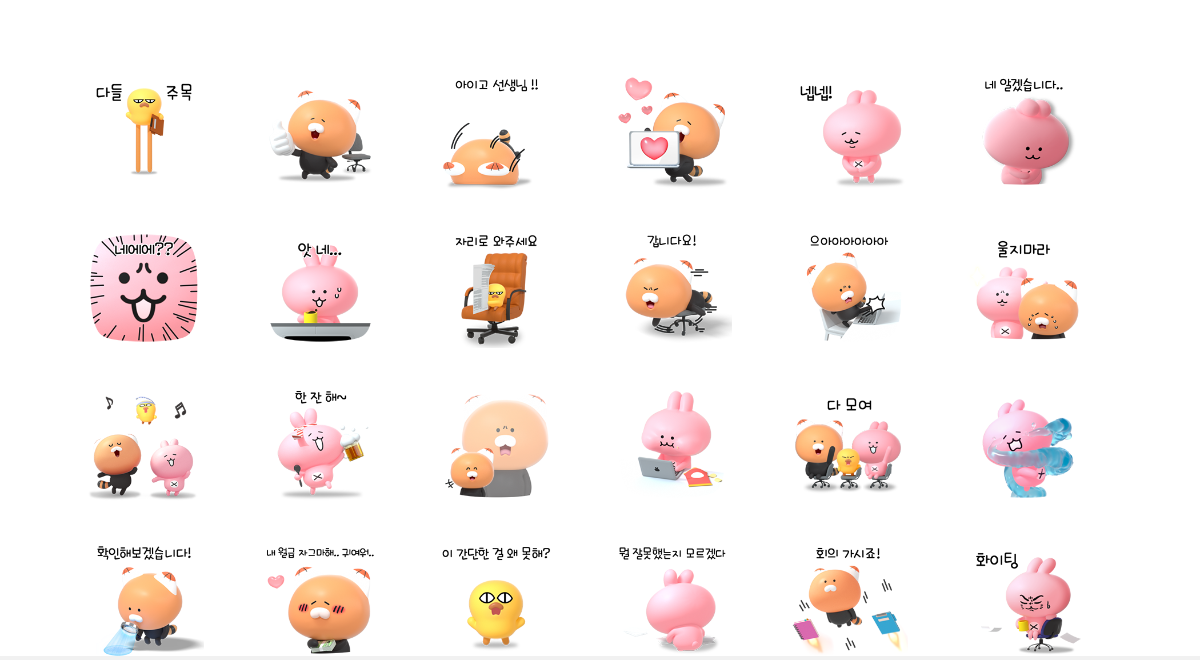 다들 주목
아이고 선생님 !!
넵넵!
네 알겠습니다..
네에에??
앗 네...
자리로 와주세요
갑니다요!
으아아아아아아
울지마라
한 잔 해~
다 모여
확인해보겠습니다!
내 월급 자그마해.. 귀여워..
이 간단한 걸 왜 못해?
뭘 잘못했는지 모르겠다
회의 가시죠!
화이팅